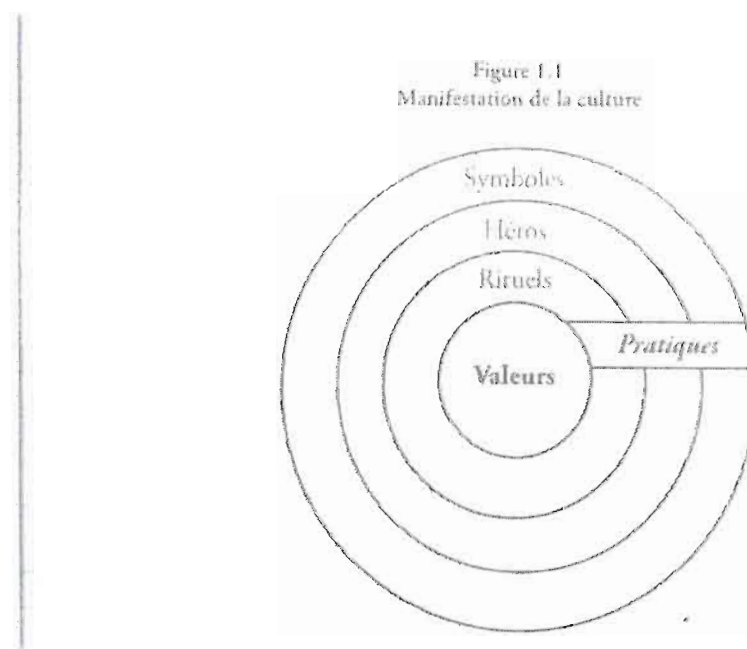 Figure 1.1
Manifestation de la culture
Symboles
Héros
Rituels
Pratiques
Valeurs